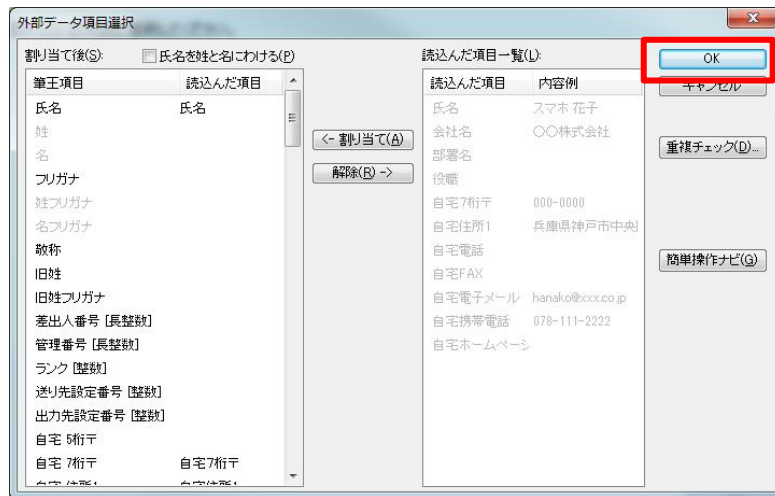 外部データ項目選択
割り当て後(S):
氏名を姓と名にわける(P)
筆王項目 読込んだ項目
氏名 氏名
姓
名
フリガナ
姓フリガナ
名フリガナ
敬称
旧姓
旧姓フリガナ
差出人番号 [長整数]
管理番号 [長整数]
ランク [整数]
送り先設定番号 [整数]
出力先設定番号 [整数]
自宅 5桁〒
自宅 7桁〒 自宅7桁〒
自宅 住所1 自宅住所1
<- 割り当て(A)
解除(R) ->
読込んだ項目一覧(L):
読込んだ項目 内容例
氏名 スマホ 花子
会社名 〇〇株式会社
部署名
役職
自宅7桁〒 000-0000
自宅住所1 兵庫県神戸市中央
自宅電話
自宅FAX
自宅電子メール hanako@xxx.co.jp
自宅携帯電話 078-111-2222
自宅ホームページ
OK
キャンセル
重複チェック(D)...
簡単操作ナビ(G)